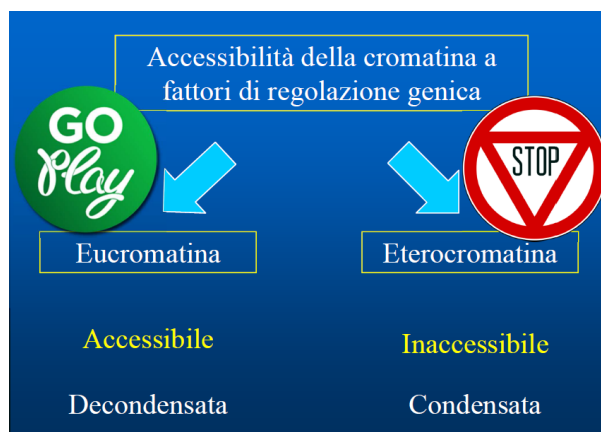 Accessibilità della cromatina a
fattori di regolazione genica
GO
Play
STOP
Eucromatina
Eterocromatina
Accessibile
Inaccessibile
Decondensata
Condensata